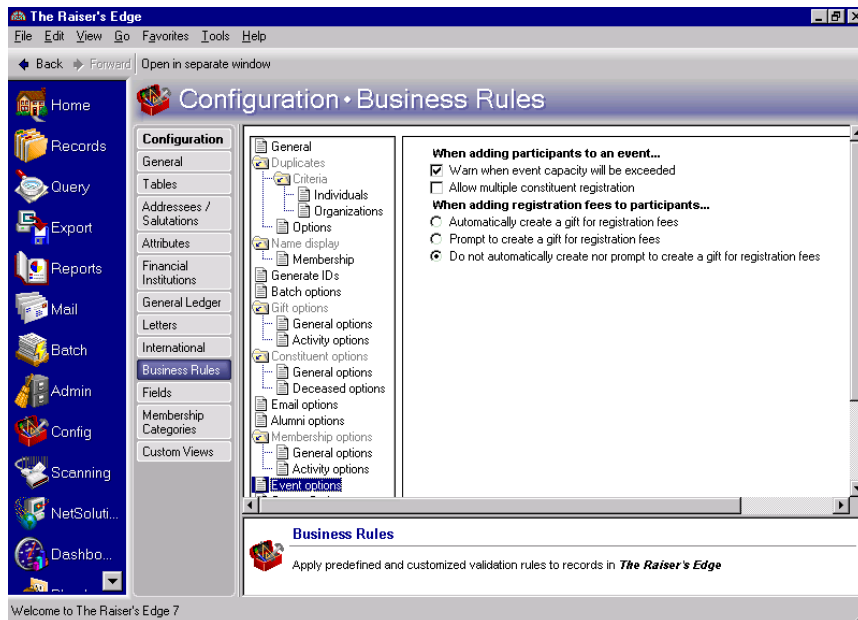 The Raiser's Edge
File Edit View Go Favorites Tools Help
Back Forward Open in separate window
Home
Records
Query
Export
Reports
Mail
Batch
Admin
Config
Scanning
NetSoluti...
Dashbo...
Configuration • Business Rules
Configuration
General
Tables
Addressees /
Salutations
Attributes
Financial
Institutions
General Ledger
Letters
International
Business Rules
Fields
Membership
Categories
Custom Views
General
Duplicates
Criteria
Individuals
Organizations
Options
Name display
Membership
Generate IDs
Batch options
Gift options
General options
Activity options
Constituent options
General options
Deceased options
Email options
Alumni options
Membership options
General options
Activity options
Event options
When adding participants to an event...
Warn when event capacity will be exceeded
Allow multiple constituent registration
When adding registration fees to participants...
Automatically create a gift for registration fees
Prompt to create a gift for registration fees
Do not automatically create nor prompt to create a gift for registration fees
Business Rules
Apply predefined and customized validation rules to records in The Raiser's Edge
Welcome to The Raiser's Edge 7